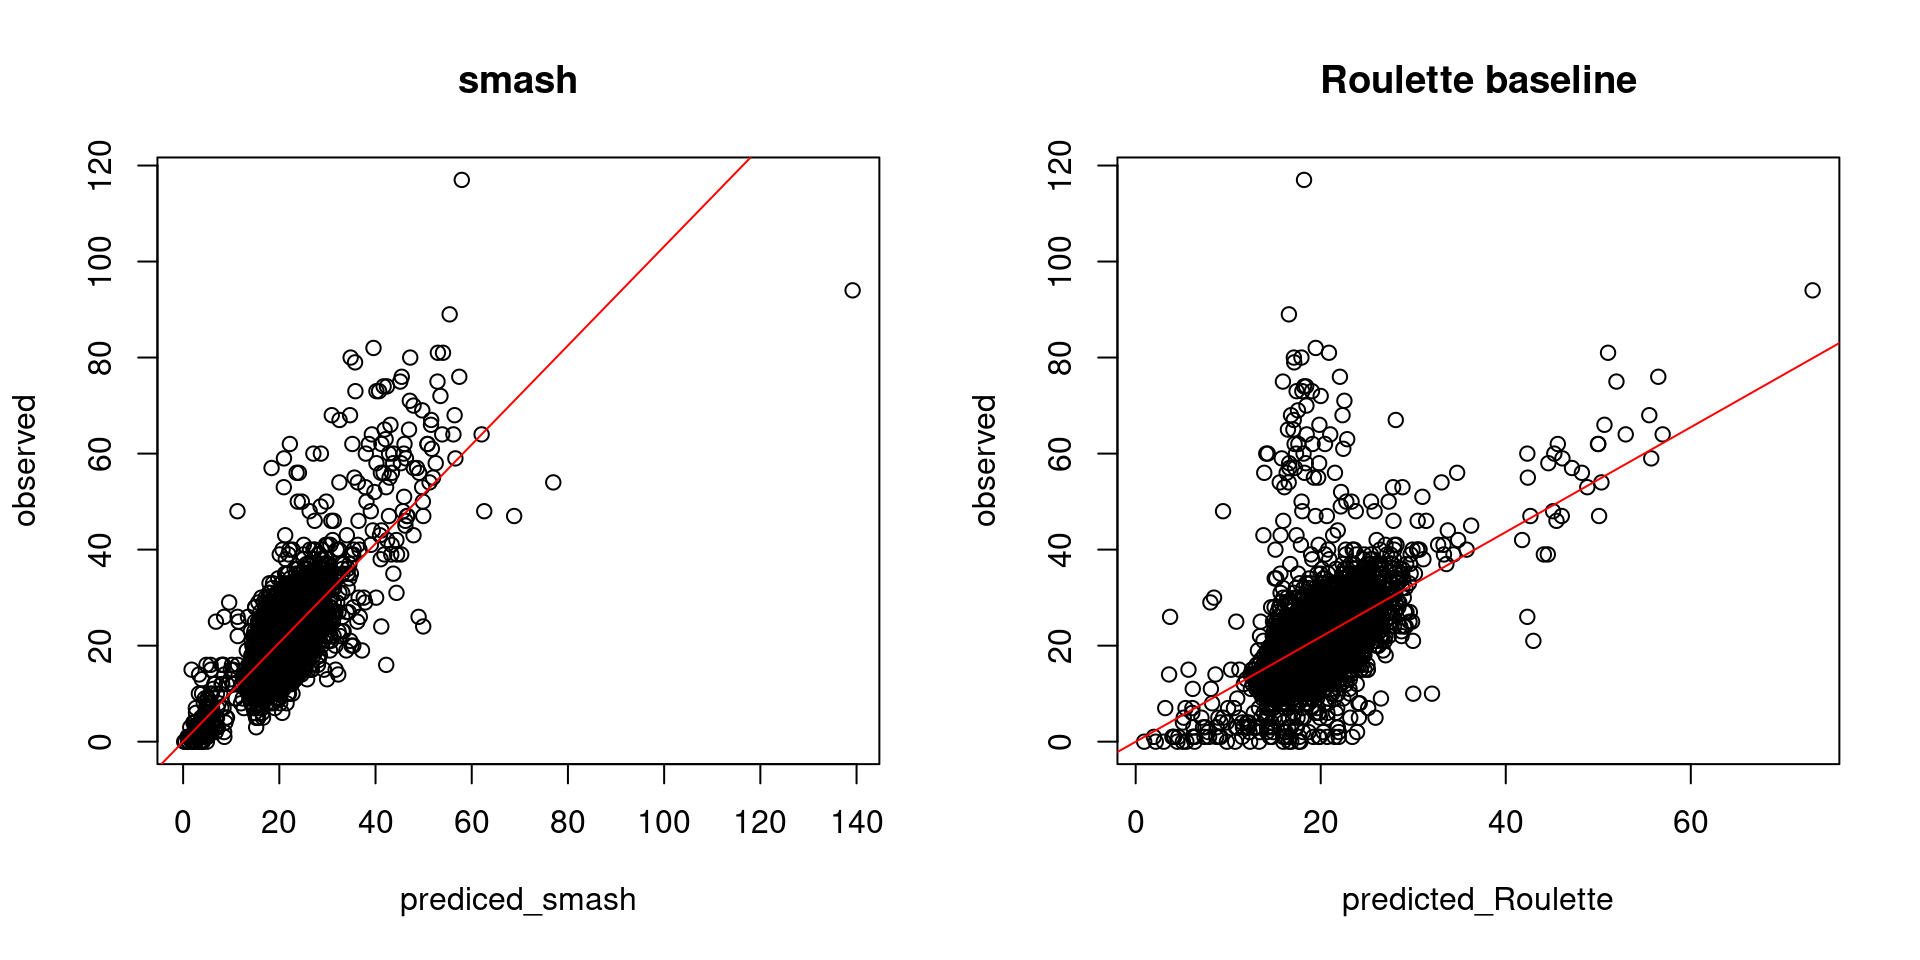 smash
observed
0 20 40 60 80 100 120
0 20 40 60 80 100 120 140
prediced_smash
Roulette baseline
observed
0 20 40 60 80 100 120
0 20 40 60
predicted_Roulette